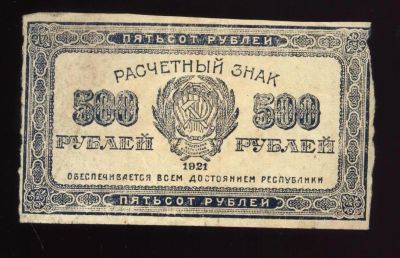 ПЯТЬСОТ РУБЛЕЙ
РАСЧЕТНЫЙ ЗНАК
500 500
РУБЛЕЙ РУБЛЕЙ
1921
ОБЕСПЕЧИВАЕТСЯ ВСЕМ ДОСТОЯНИЕМ РЕСПУБЛИКИ
ПЯТЬСОТ РУБЛЕЙ